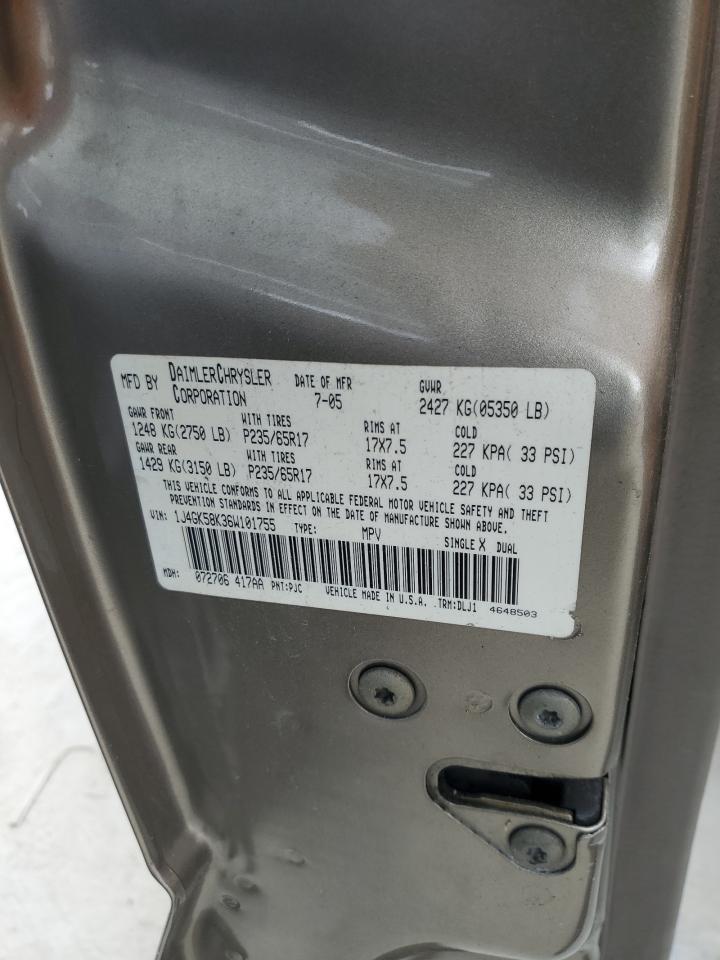 MFD BY DAIMLERCHRYSLER CORPORATION DATE OF MFR 7-05 GVWR 2427 KG(05350 LB)
GAWR FRONT WITH TIRES RIMS AT COLD
1248 KG(2750 LB) P235/65R17 17X7.5 227 KPA( 33 PSI)
GAWR REAR WITH TIRES RIMS AT COLD
1429 KG(3150 LB) P235/65R17 17X7.5 227 KPA( 33 PSI)
THIS VEHICLE CONFORMS TO ALL APPLICABLE FEDERAL MOTOR VEHICLE SAFETY AND THEFT
PREVENTION STANDARDS IN EFFECT ON THE DATE OF MANUFACTURE SHOWN ABOVE.
VIN: 1J4GK58K36W101755 TYPE: MPV SINGLE X DUAL
MDH: 072706 417AA PNT:PJC VEHICLE MADE IN U.S.A. TRM:DLJ1 4648503